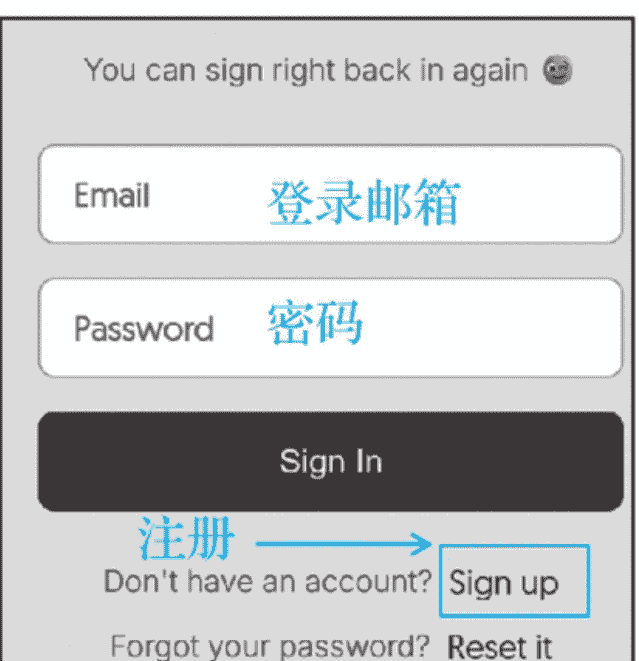 You can sign right back in again 😉
Email 登录邮箱
Password 密码
Sign In
注册
Don't have an account? Sign up
Forgot your password? Reset it